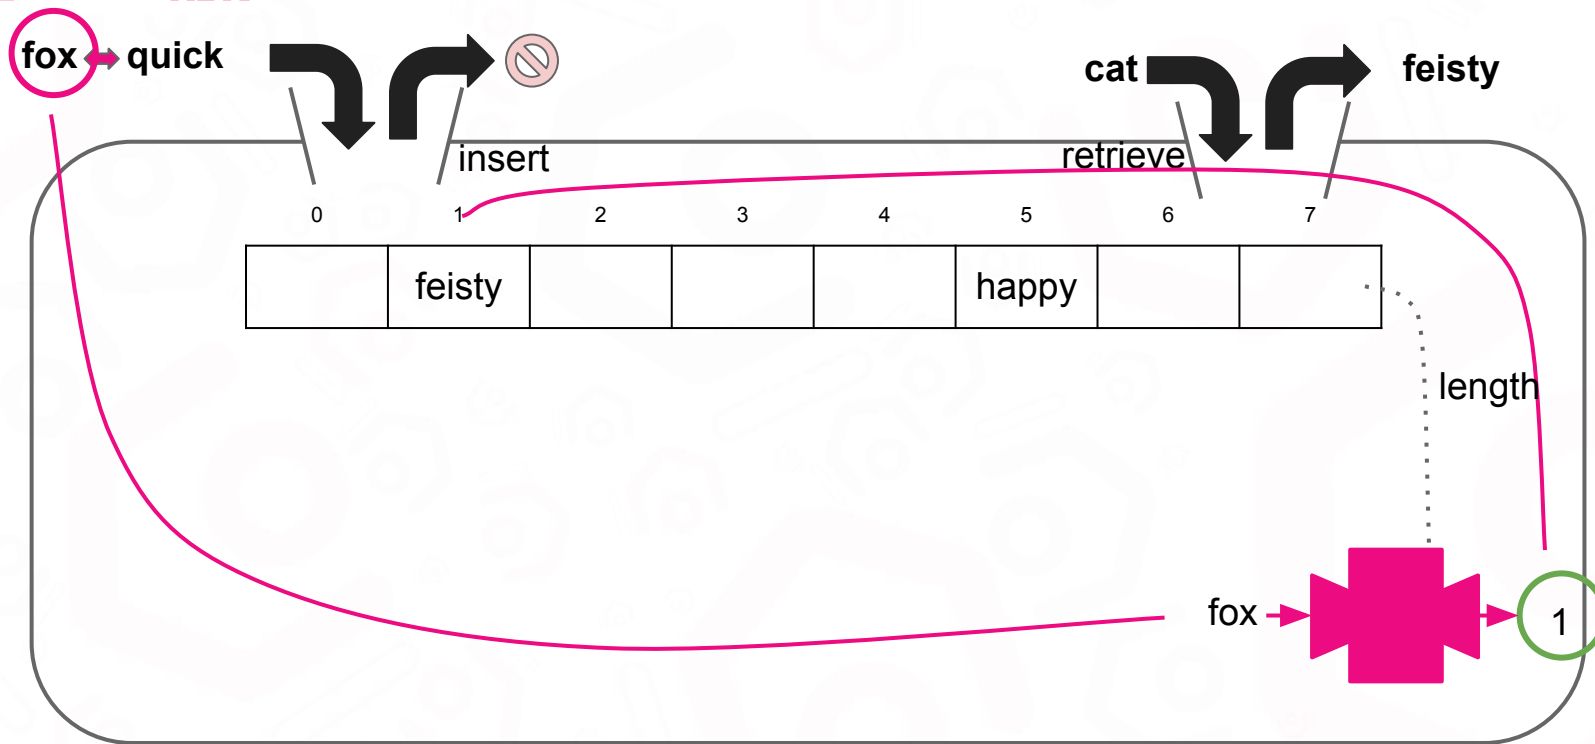 fox quick
cat feisty
insert
retrieve
0 1 2 3 4 5 6 7
feisty happy
length
fox 1